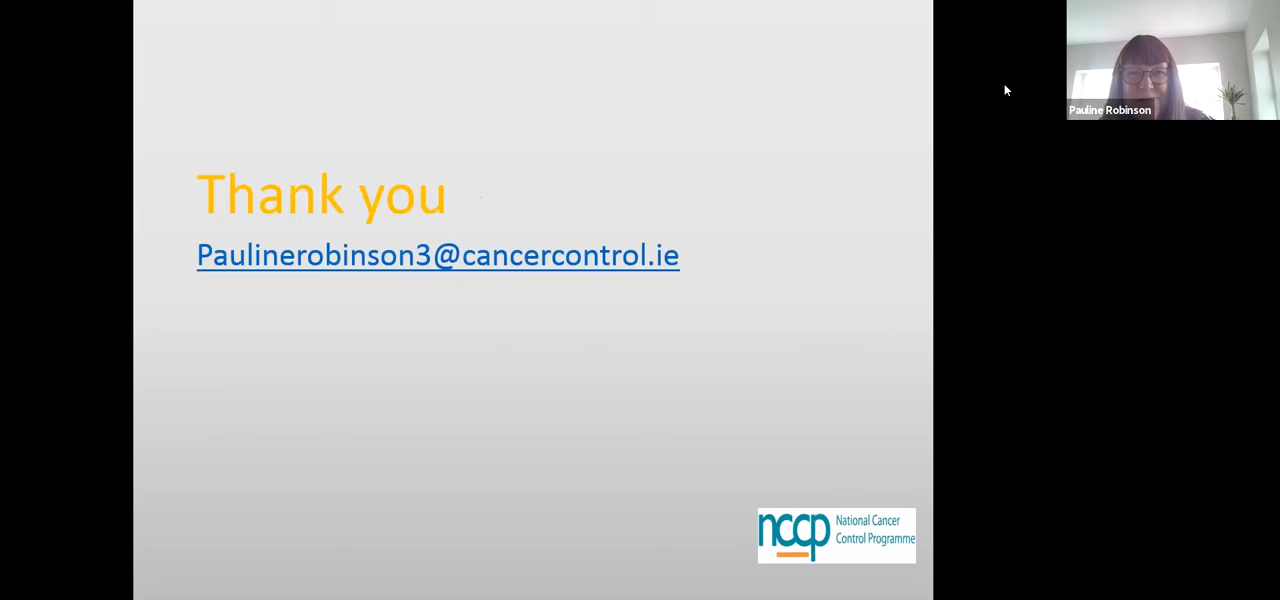 Thank you
Paulinerobinson3@cancercontrol.ie
Pauline Robinson
nccp
National Cancer
Control Programme